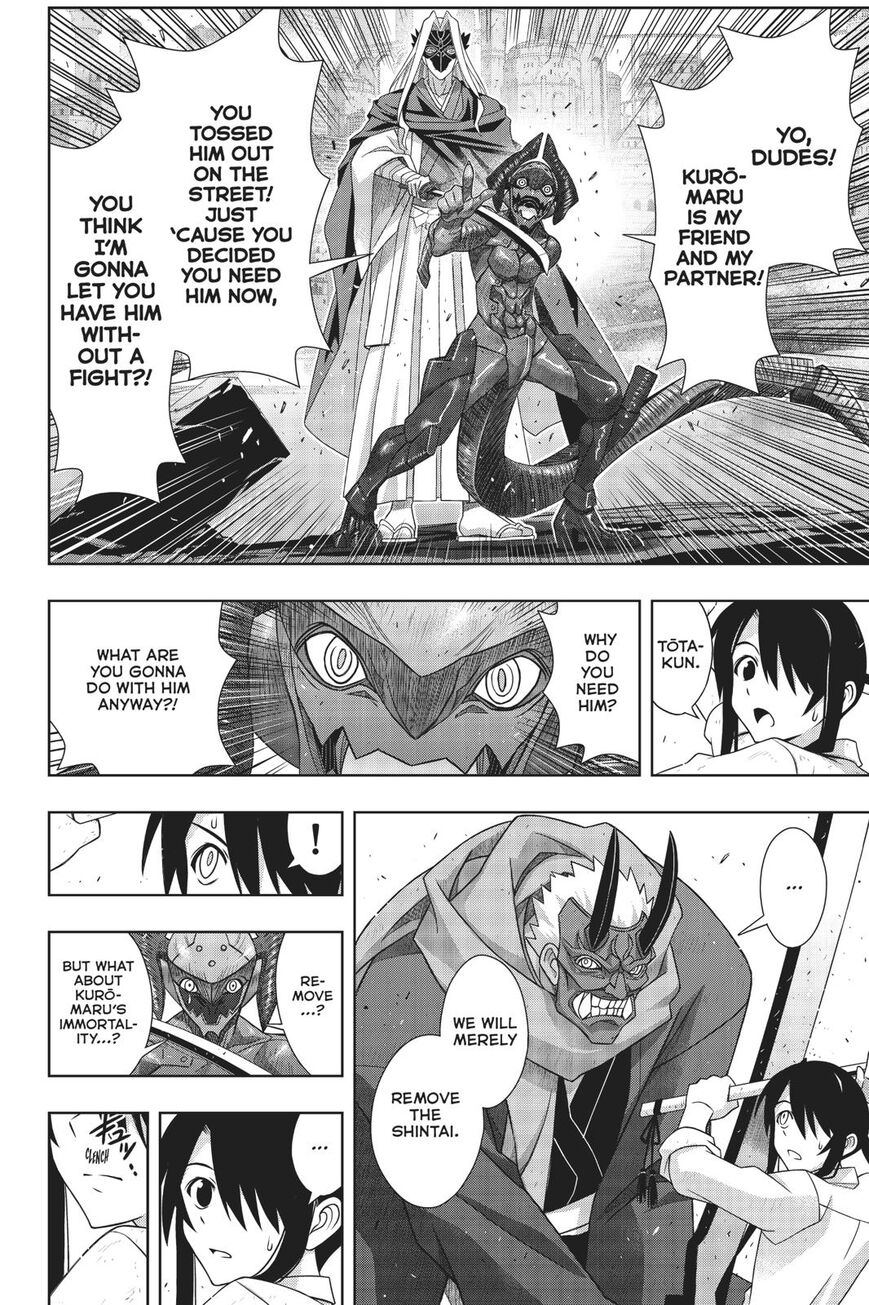 YO,
DUDES!
KURŌ-
MARU
IS MY
FRIEND
AND MY
PARTNER!
YOU
TOSSED
HIM OUT
ON THE
STREET!
JUST
'CAUSE YOU
DECIDED
YOU NEED
HIM NOW,
YOU
THINK
I'M
GONNA
LET YOU
HAVE HIM
WITH-
OUT A
FIGHT?!
TŌTA-
KUN.
WHY
DO
YOU
NEED
HIM?
WHAT ARE
YOU GONNA
DO WITH HIM
ANYWAY?!
...
WE WILL
MERELY
REMOVE
THE
SHINTAI.
!
RE-
MOVE
...?
BUT WHAT
ABOUT
KURŌ-
MARU'S
IMMORTAL-
ITY...?
...
ギュッ
CLENCH